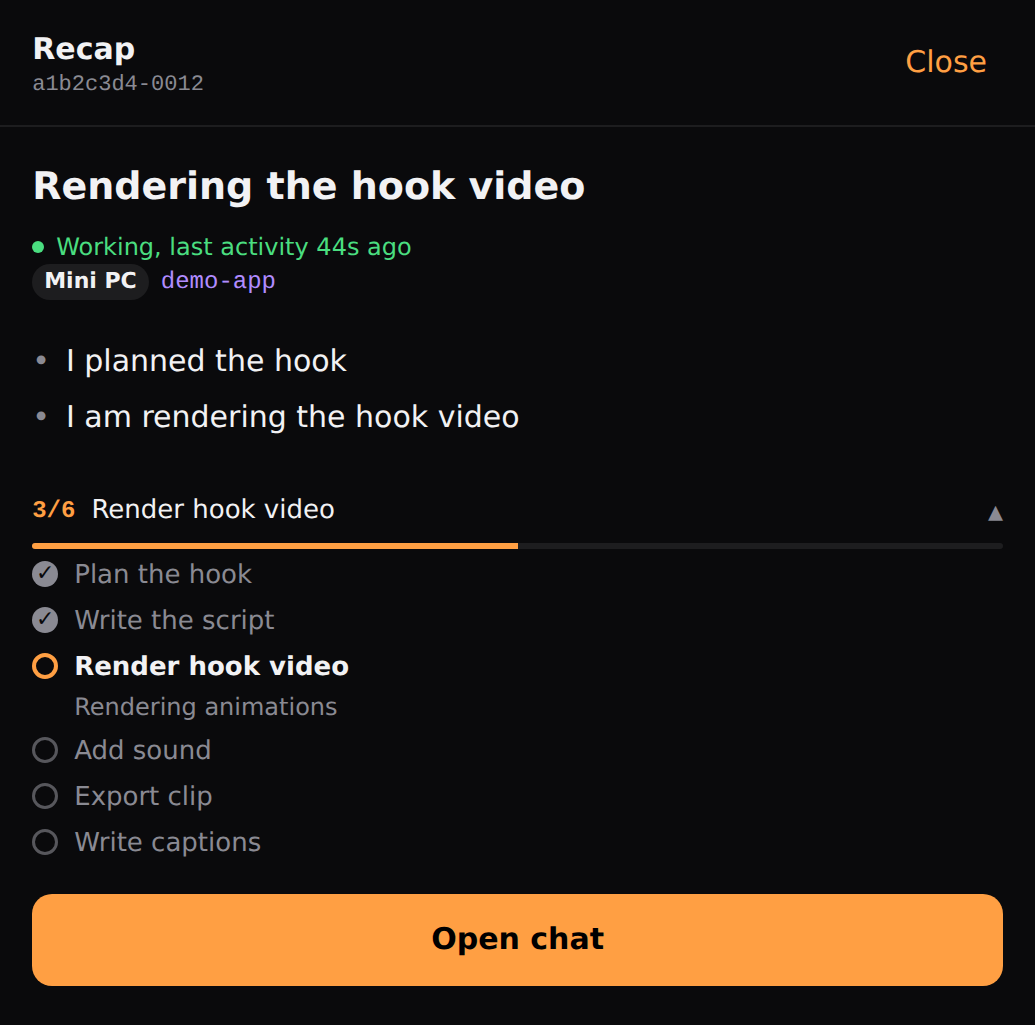 Recap
Close
a1b2c3d4-0012
Rendering the hook video
Working, last activity 44s ago
Mini PC demo-app
• I planned the hook
• I am rendering the hook video
3/6 Render hook video ▲
✓ Plan the hook
✓ Write the script
Render hook video
Rendering animations
Add sound
Export clip
Write captions
Open chat